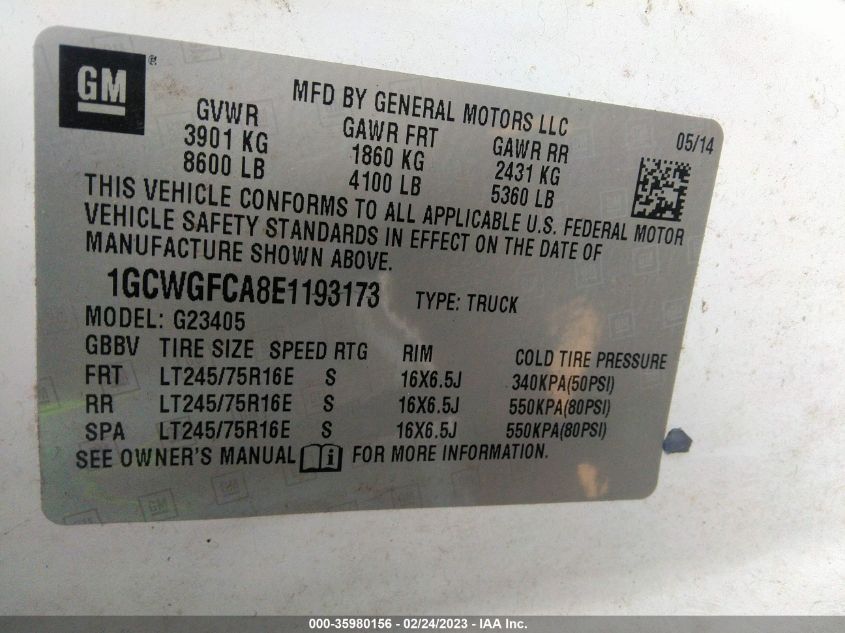 GM
MFD BY GENERAL MOTORS LLC
05/14
GVWR GAWR FRT GAWR RR
3901 KG 1860 KG 2431 KG
8600 LB 4100 LB 5360 LB
THIS VEHICLE CONFORMS TO ALL APPLICABLE U.S. FEDERAL MOTOR
VEHICLE SAFETY STANDARDS IN EFFECT ON THE DATE OF
MANUFACTURE SHOWN ABOVE.
1GCWGFCA8E1193173 TYPE: TRUCK
MODEL: G23405
GBBV TIRE SIZE SPEED RTG RIM COLD TIRE PRESSURE
FRT LT245/75R16E S 16X6.5J 340KPA(50PSI)
RR LT245/75R16E S 16X6.5J 550KPA(80PSI)
SPA LT245/75R16E S 16X6.5J 550KPA(80PSI)
SEE OWNER'S MANUAL FOR MORE INFORMATION.
000-35980156 - 02/24/2023 - IAA Inc.